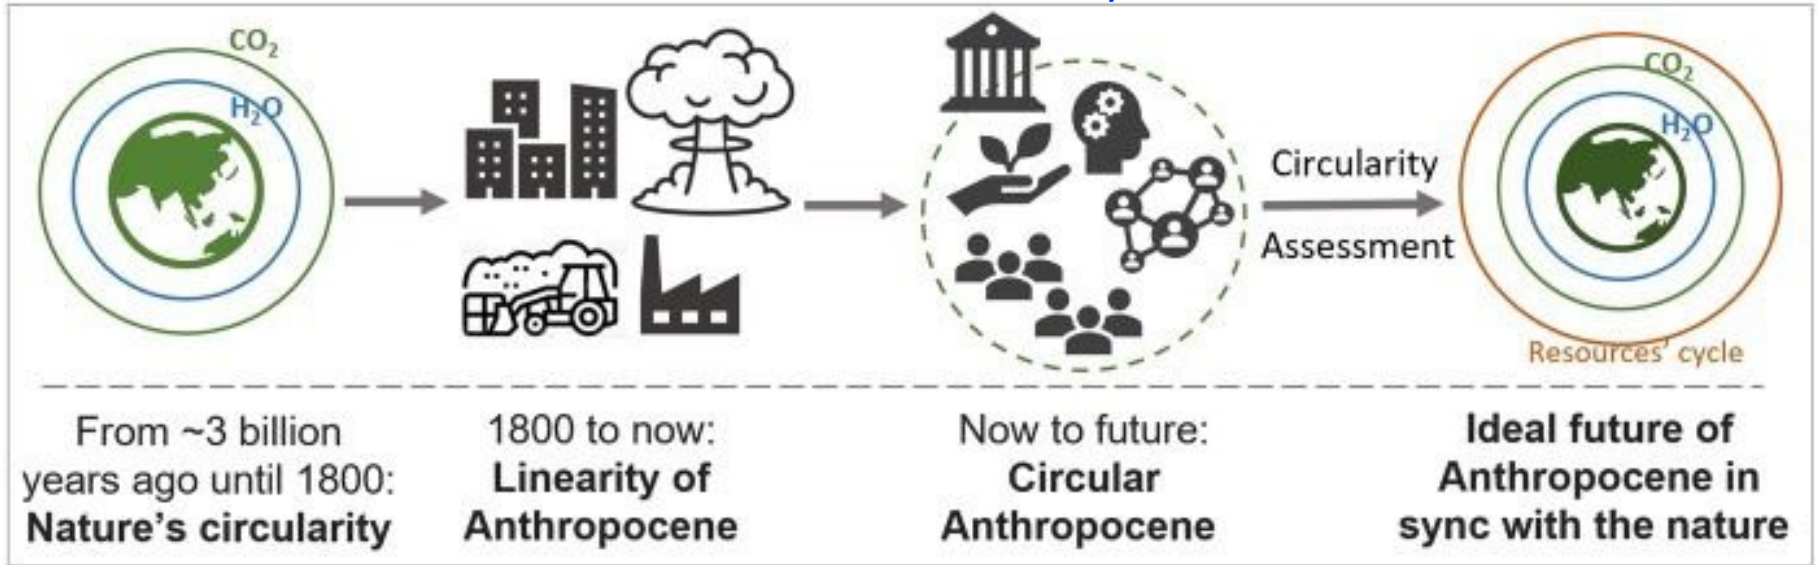 CO₂
H₂O
Circularity
Assessment
CO₂
H₂O
Resources' cycle
From ~3 billion
years ago until 1800:
Nature's circularity
1800 to now:
Linearity of
Anthropocene
Now to future:
Circular
Anthropocene
Ideal future of
Anthropocene in
sync with the nature